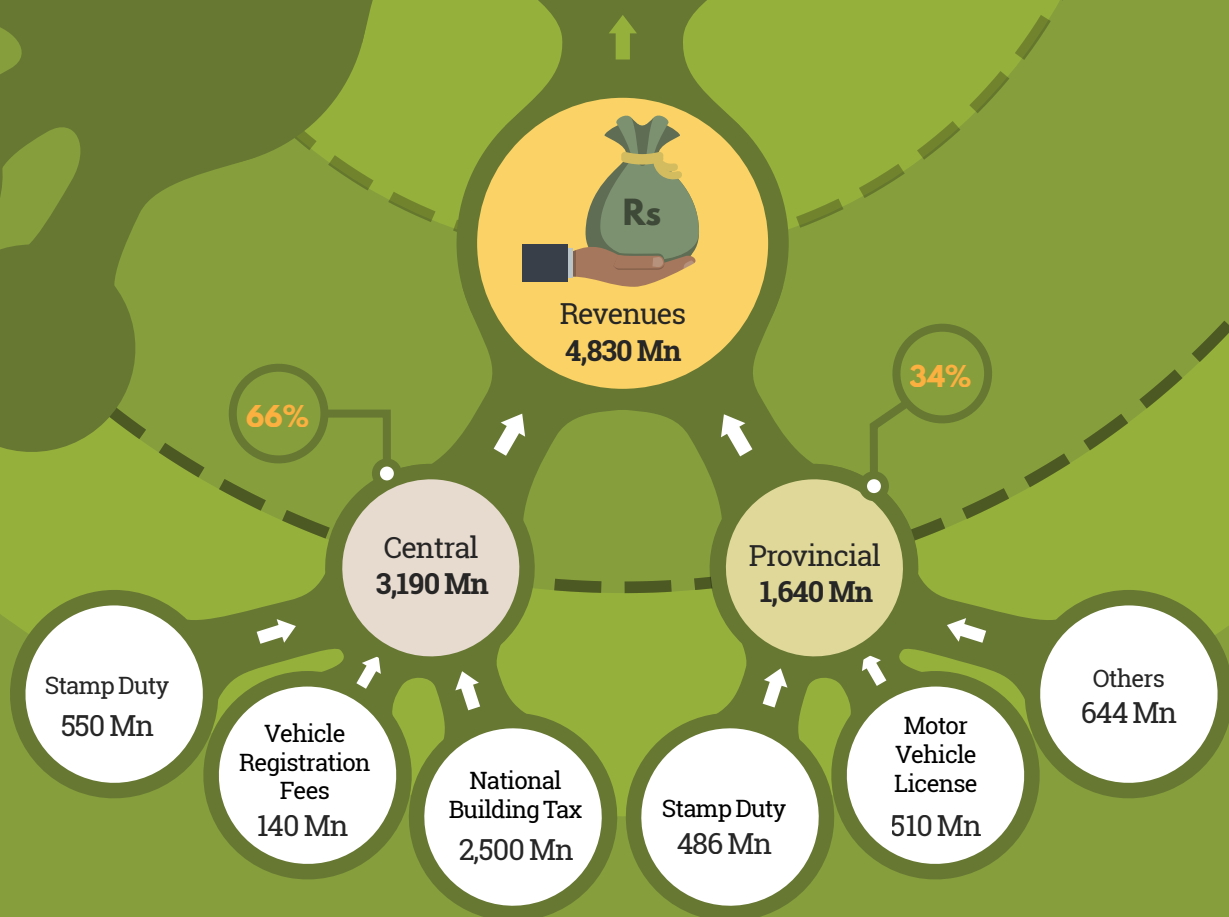 Rs
Revenues
4,830 Mn
66%
34%
Central
3,190 Mn
Provincial
1,640 Mn
Stamp Duty
550 Mn
Vehicle
Registration
Fees
140 Mn
National
Building Tax
2,500 Mn
Stamp Duty
486 Mn
Motor
Vehicle
License
510 Mn
Others
644 Mn